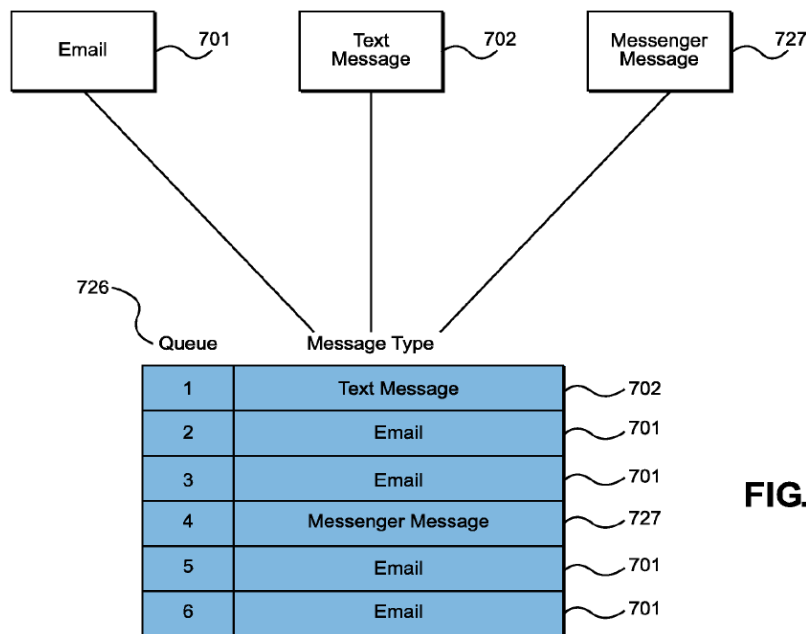 Email 701
Text
Message 702
Messenger
Message 727
726
Queue Message Type
1 Text Message 702
2 Email 701
3 Email 701
4 Messenger Message 727
5 Email 701
6 Email 701
FIG.